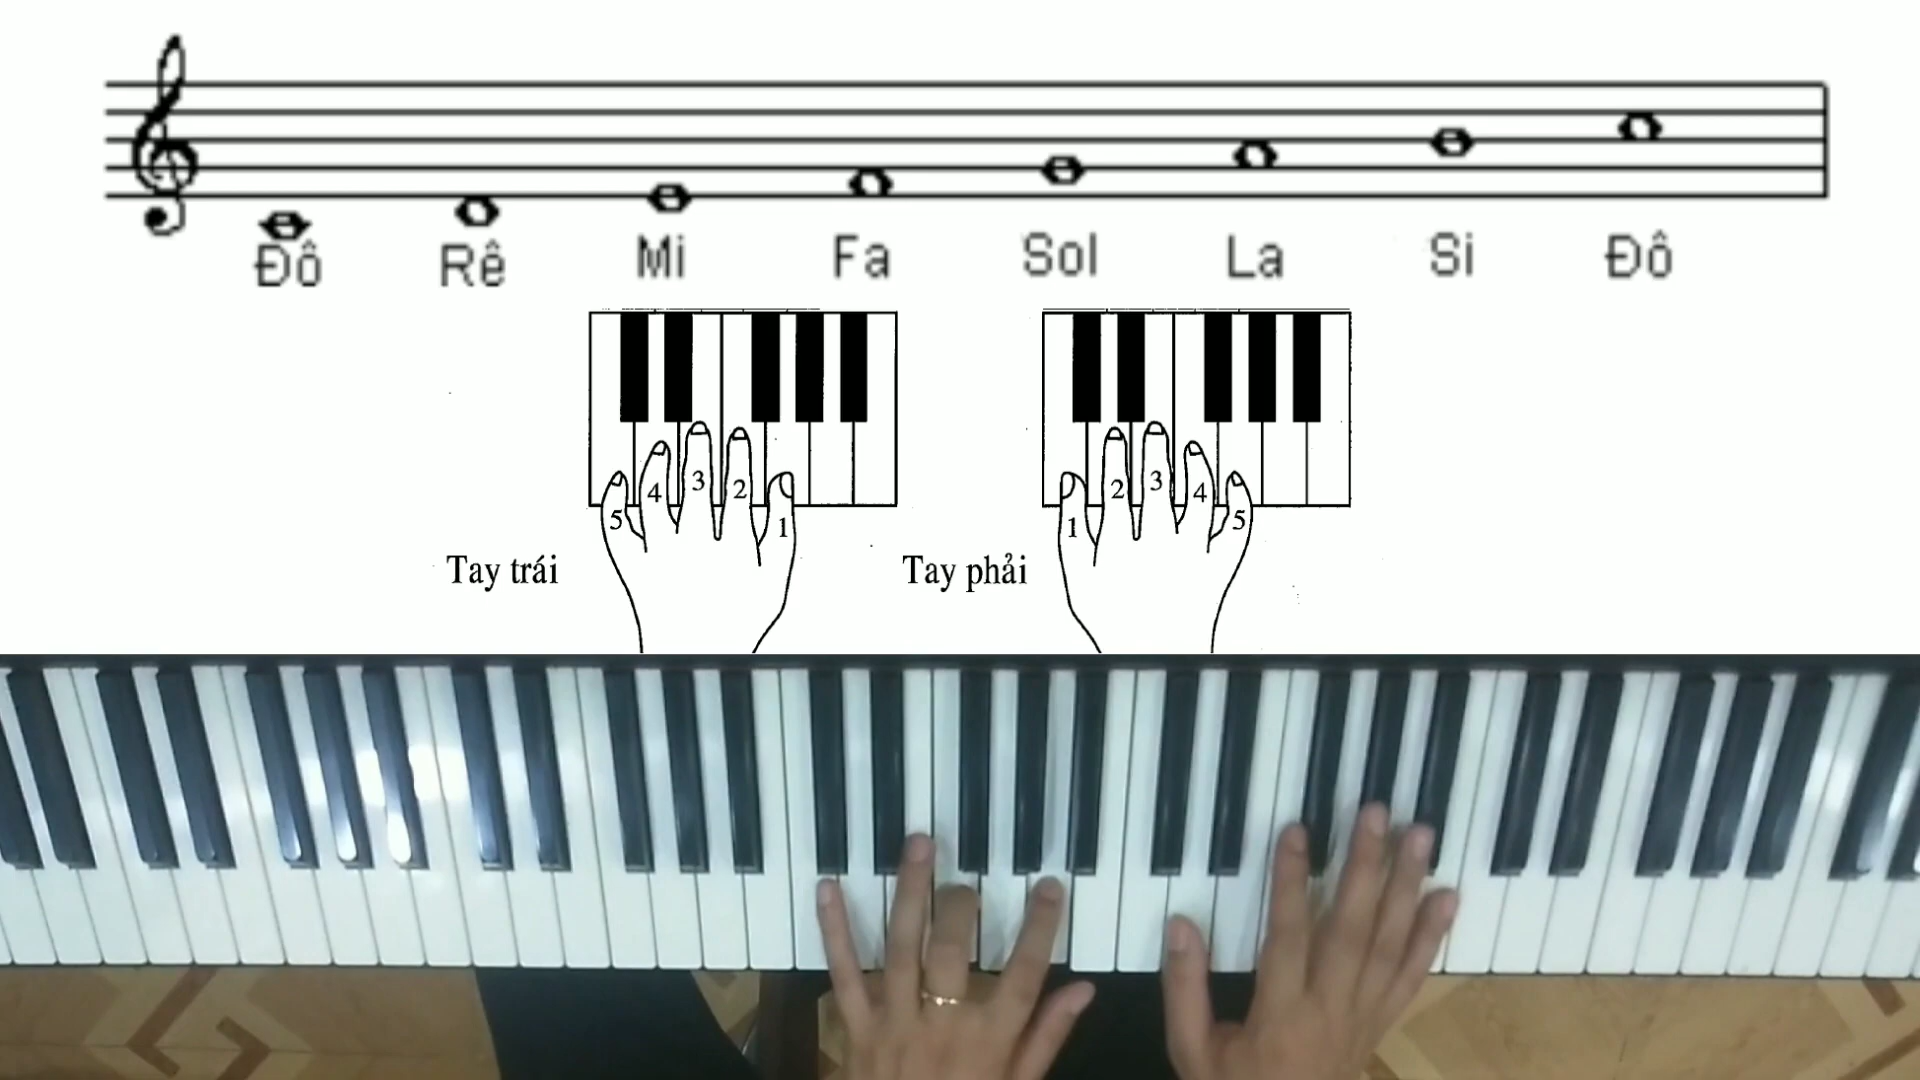 Đô Rê Mi Fa Sol La Si Đô
5 4 3 2 1
1 2 3 4 5
Tay trái
Tay phải